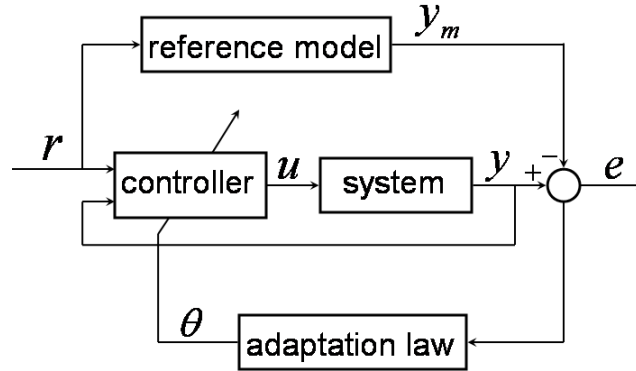 reference model
y_m
r
controller
u
system
y
+
−
e
θ
adaptation law